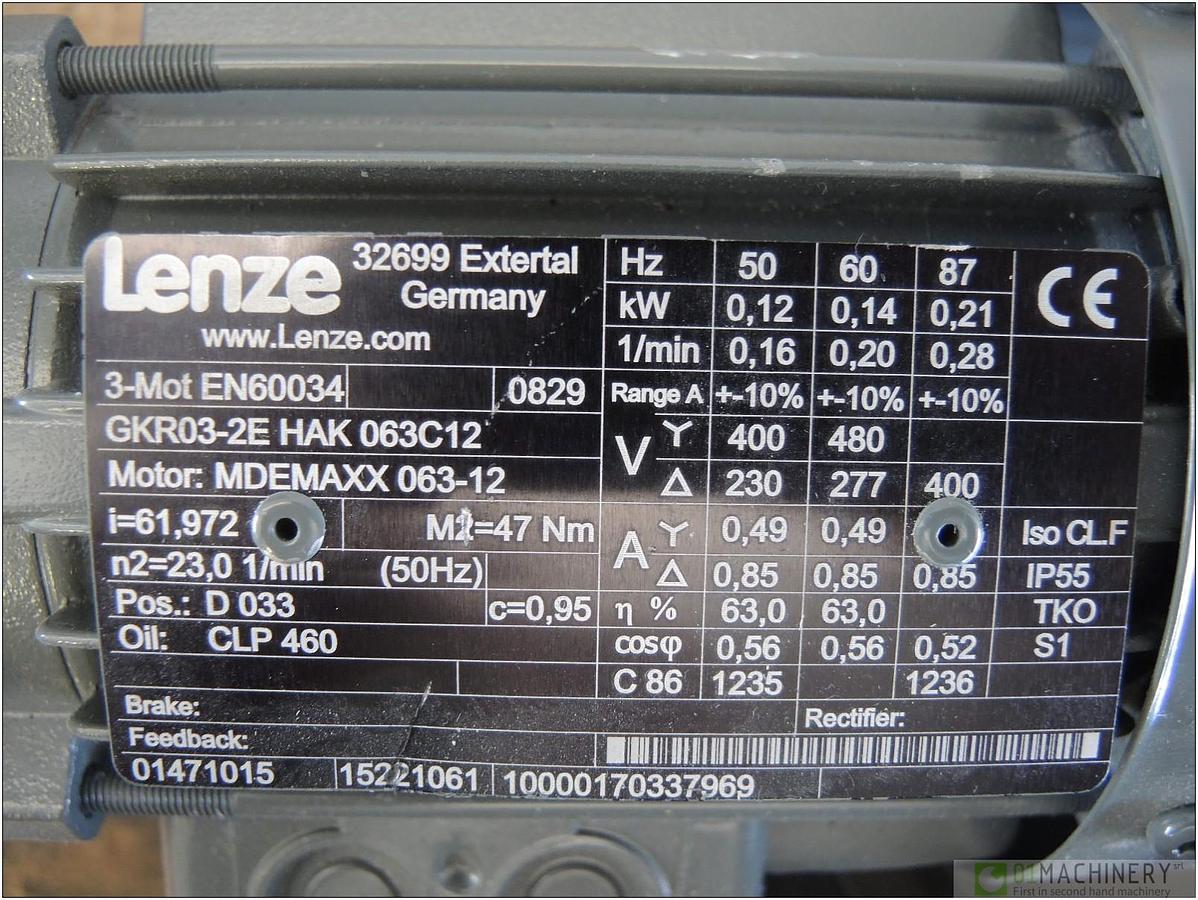 Lenze
32699 Extertal
Germany
www.Lenze.com
3-Mot EN60034 0829
GKR03-2E HAK 063C12
Motor: MDEMAXX 063-12
i=61,972 M2=47 Nm
n2=23,0 1/min (50Hz)
Pos.: D 033 c=0,95
Oil: CLP 460
Hz 50 60 87
kW 0,12 0,14 0,21
1/min 0,16 0,20 0,28
Range A +-10% +-10% +-10%
V Y 400 480
△ 230 277 400
A Y 0,49 0,49
△ 0,85 0,85 0,85
η % 63,0 63,0
cosφ 0,56 0,56 0,52
C 86 1235 1236
CE
Iso CL.F
IP55
TKO
S1
Brake:
Rectifier:
Feedback:
01471015 15221061 10000170337969
01MACHINERY srl
First in second hand machinery